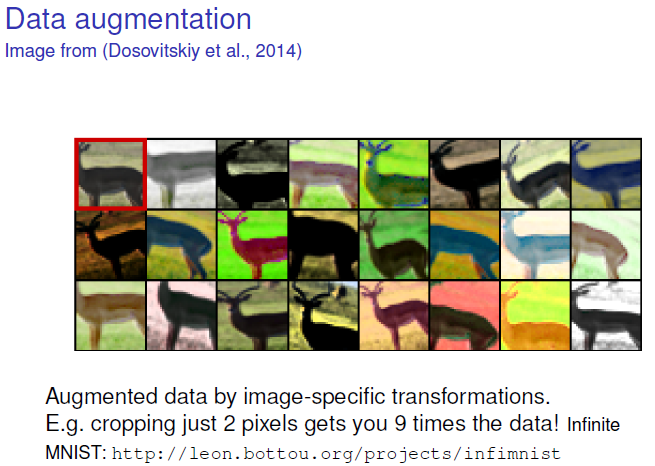 Data augmentation
Image from (Dosovitskiy et al., 2014)
Augmented data by image-specific transformations.
E.g. cropping just 2 pixels gets you 9 times the data! Infinite
MNIST: http://leon.bottou.org/projects/infimnist